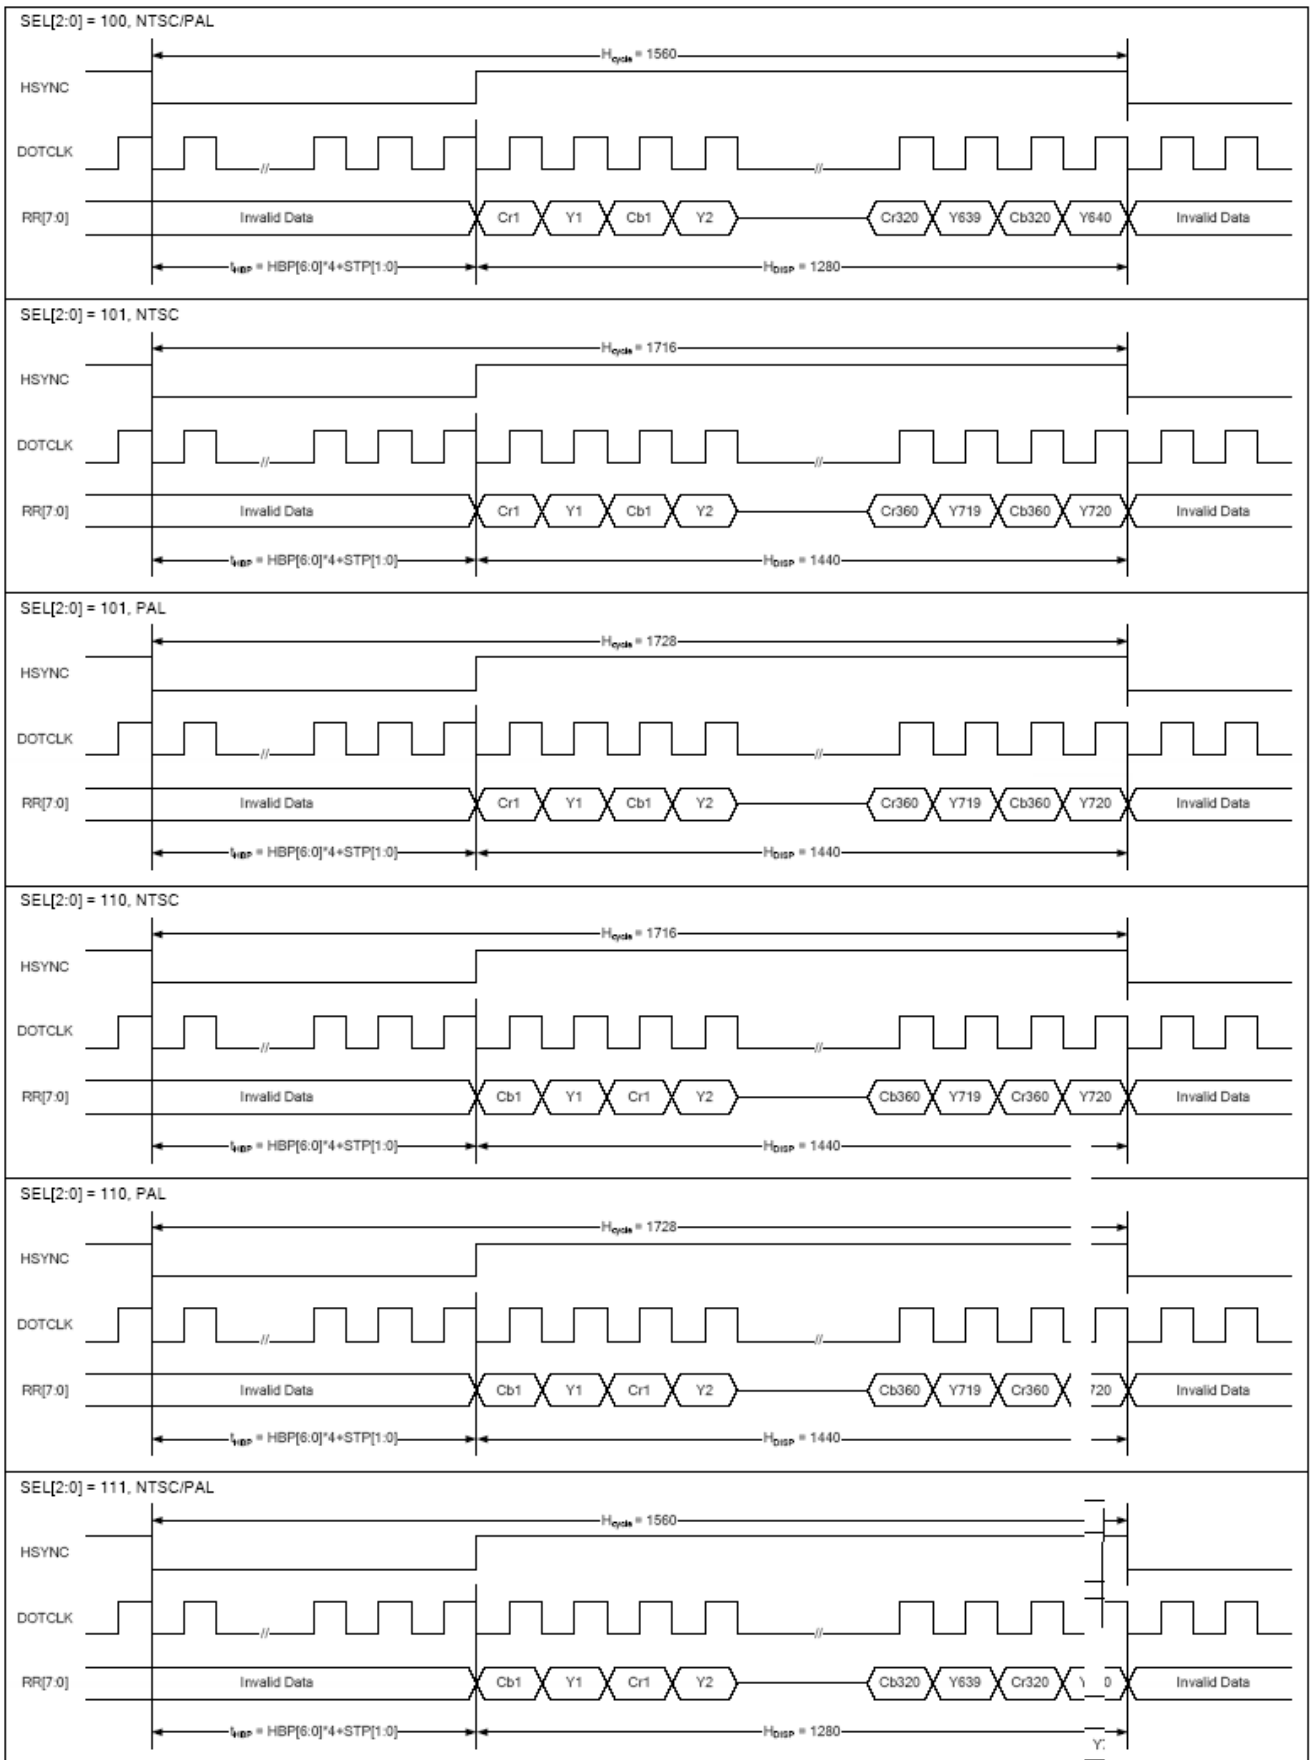 SEL[2:0] = 100, NTSC/PAL
Hcycle = 1560
HSYNC
DOTCLK
//
//
RR[7:0] Invalid Data Cr1 Y1 Cb1 Y2 Cr320 Y639 Cb320 Y640 Invalid Data
tHBP = HBP[6:0]*4+STP[1:0] HDISP = 1280
SEL[2:0] = 101, NTSC
Hcycle = 1716
HSYNC
DOTCLK
//
//
RR[7:0] Invalid Data Cr1 Y1 Cb1 Y2 Cr360 Y719 Cb360 Y720 Invalid Data
tHBP = HBP[6:0]*4+STP[1:0] HDISP = 1440
SEL[2:0] = 101, PAL
Hcycle = 1728
HSYNC
DOTCLK
//
//
RR[7:0] Invalid Data Cr1 Y1 Cb1 Y2 Cr360 Y719 Cb360 Y720 Invalid Data
tHBP = HBP[6:0]*4+STP[1:0] HDISP = 1440
SEL[2:0] = 110, NTSC
Hcycle = 1716
HSYNC
DOTCLK
//
//
RR[7:0] Invalid Data Cb1 Y1 Cr1 Y2 Cb360 Y719 Cr360 Y720 Invalid Data
tHBP = HBP[6:0]*4+STP[1:0] HDISP = 1440
SEL[2:0] = 110, PAL
Hcycle = 1728
HSYNC
DOTCLK
//
//
RR[7:0] Invalid Data Cb1 Y1 Cr1 Y2 Cb360 Y719 Cr360 720 Invalid Data
tHBP = HBP[6:0]*4+STP[1:0] HDISP = 1440
SEL[2:0] = 111, NTSC/PAL
Hcycle = 1560
HSYNC
DOTCLK
//
//
RR[7:0] Invalid Data Cb1 Y1 Cr1 Y2 Cb320 Y639 Cr320 Invalid Data
tHBP = HBP[6:0]*4+STP[1:0] HDISP = 1280